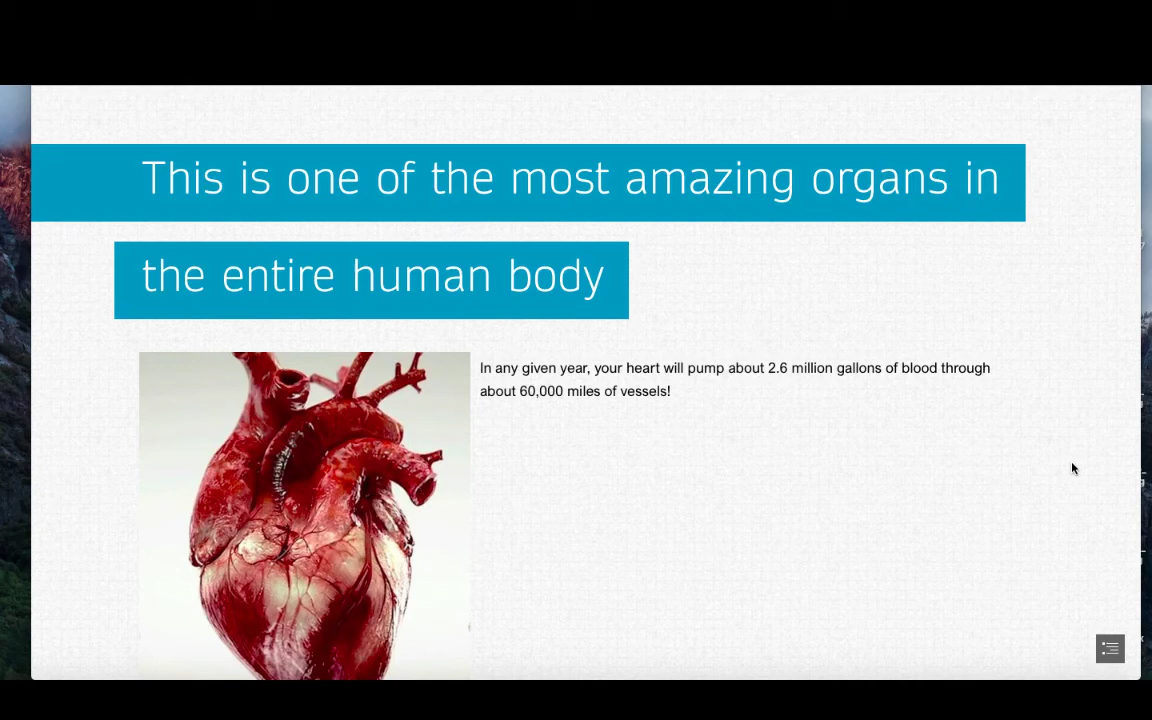 This is one of the most amazing organs in
the entire human body
In any given year, your heart will pump about 2.6 million gallons of blood through
about 60,000 miles of vessels!